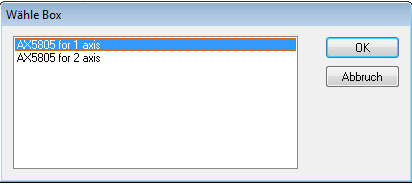 Wähle Box
AX5805 for 1 axis
AX5805 for 2 axis
OK
Abbruch